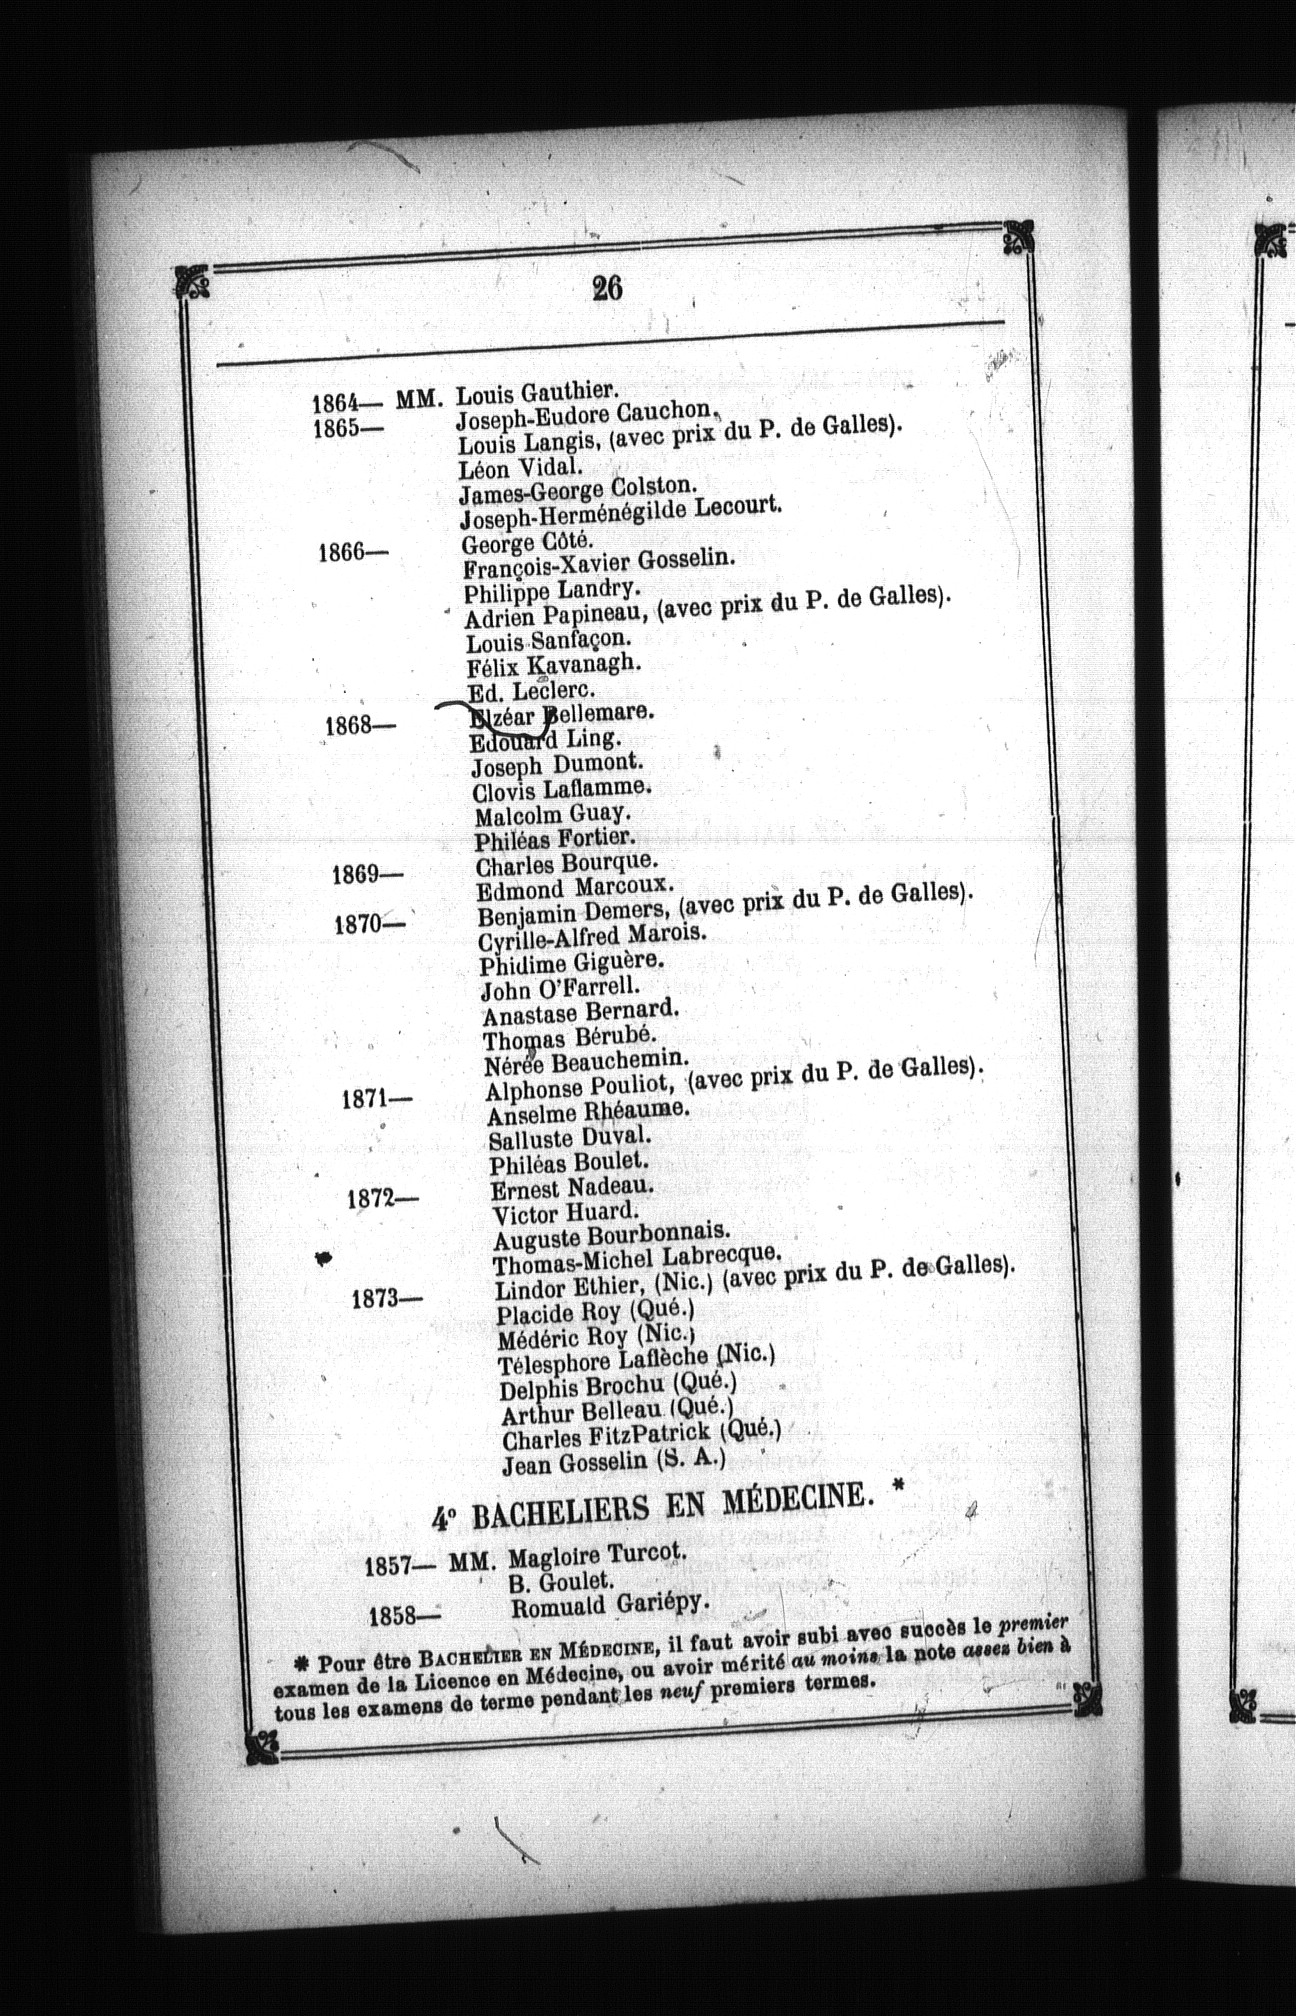 26
1864— MM. Louis Gauthier.
1865— Joseph-Eudore Cauchon.
Louis Langis, (avec prix du P. de Galles).
Léon Vidal.
James-George Colston.
Joseph-Herménégilde Lecourt.
1866— George Côté.
François-Xavier Gosselin.
Philippe Landry.
Adrien Papineau, (avec prix du P. de Galles).
Louis Sanfaçon.
Félix Kavanagh.
Ed. Leclerc.
1868— Elzéar Bellemare.
Edouard Ling.
Joseph Dumont.
Clovis Laflamme.
Malcolm Guay.
Philéas Fortier.
1869— Charles Bourque.
Edmond Marcoux.
1870— Benjamin Demers, (avec prix du P. de Galles).
Cyrille-Alfred Marois.
Phidime Giguère.
John O'Farrell.
Anastase Bernard.
Thomas Bérubé.
Nérée Beauchemin.
1871— Alphonse Pouliot, (avec prix du P. de Galles).
Anselme Rhéaume.
Salluste Duval.
Philéas Boulet.
1872— Ernest Nadeau.
Victor Huard.
Auguste Bourbonnais.
Thomas-Michel Labrecque.
1873— Lindor Ethier, (Nic.) (avec prix du P. de Galles).
Placide Roy (Qué.)
Médéric Roy (Nic.)
Télesphore Laflèche (Nic.)
Delphis Brochu (Qué.)
Arthur Belleau (Qué.)
Charles FitzPatrick (Qué.)
Jean Gosselin (S. A.)
4º BACHELIERS EN MÉDECINE. *
1857— MM. Magloire Turcot.
B. Goulet.
1858— Romuald Gariépy.
* Pour être BACHELIER EN MÉDECINE, il faut avoir subi avec succès le premier
examen de la Licence en Médecine, ou avoir mérité au moins la note assez bien à
tous les examens de terme pendant les neuf premiers termes.